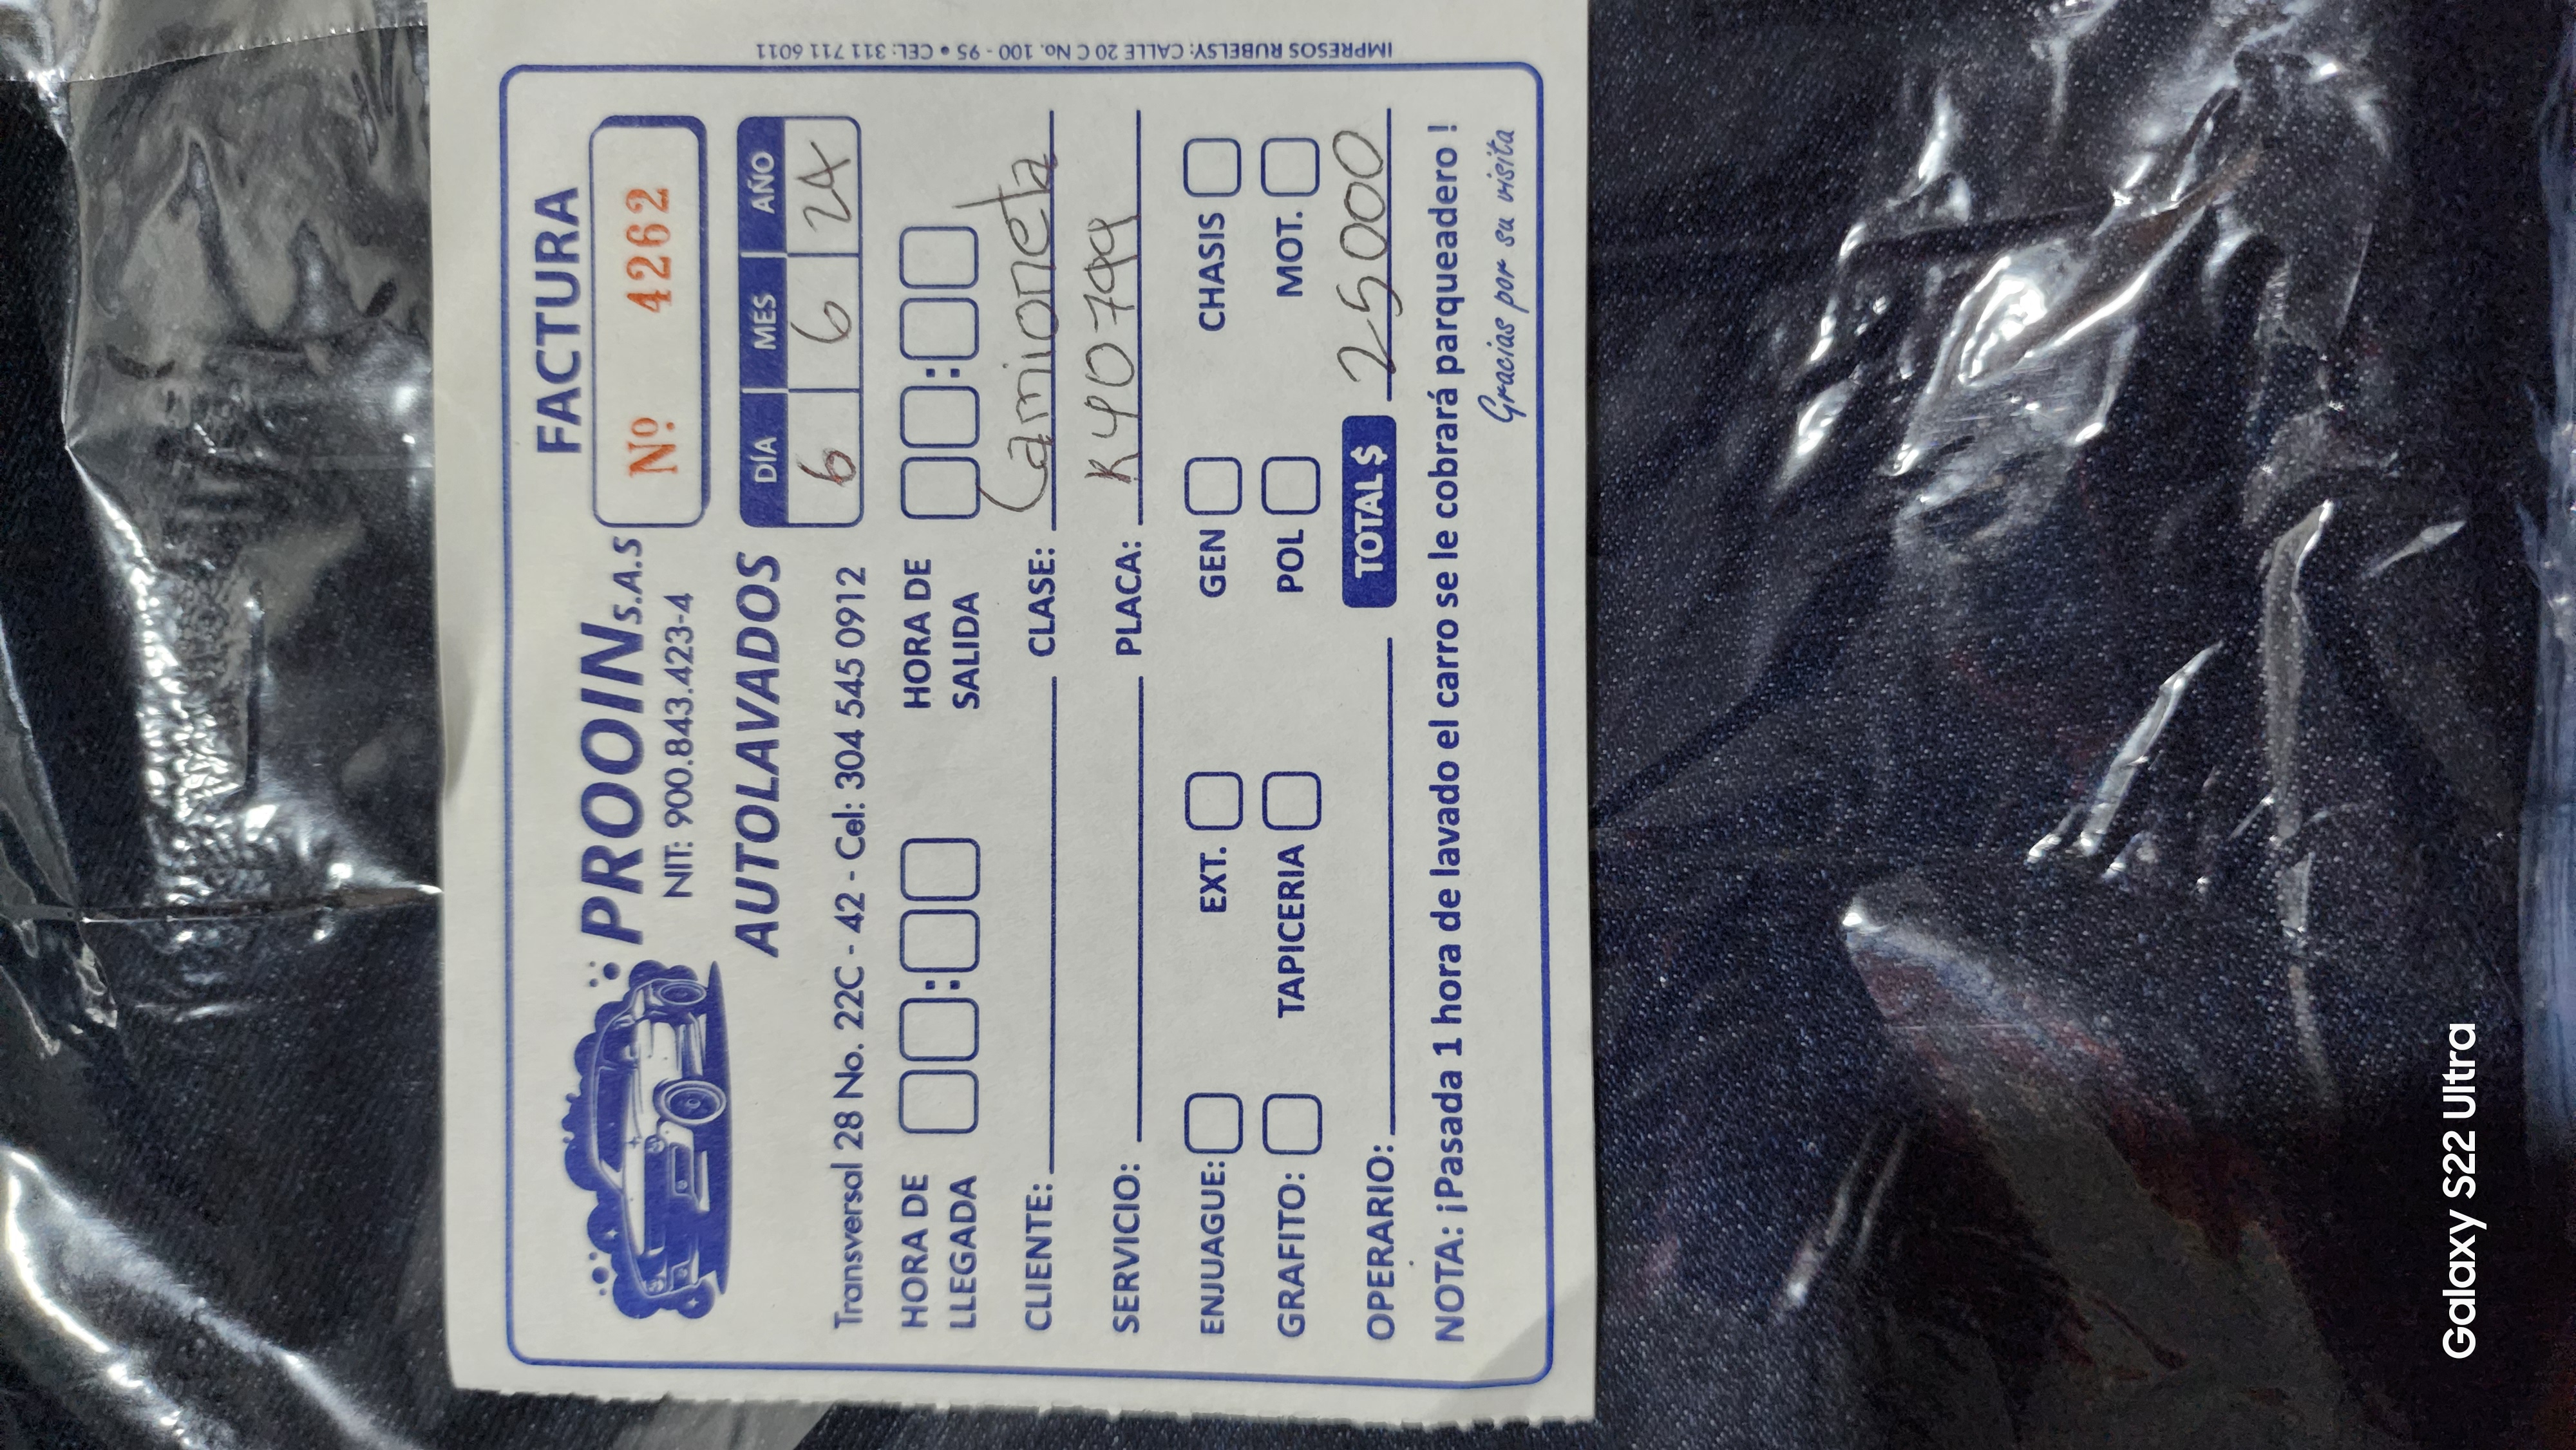 FACTURA
PROOIN S.A.S
NIT: 900.843.423-4
Nº 4262
AUTOLAVADOS
DÍA MES AÑO
6 6 24
Transversal 28 No. 22C - 42 - Cel: 304 545 0912
HORA DE LLEGADA : HORA DE SALIDA :
CLIENTE: CLASE: Camioneta
SERVICIO: PLACA:
ENJUAGUE: EXT. GEN CHASIS
GRAFITO: TAPICERIA POL MOT.
OPERARIO: TOTAL $ 25000
NOTA: ¡Pasada 1 hora de lavado el carro se le cobrará parqueadero !
Gracias por su visita
IMPRESOS RUBELSY: CALLE 20 C No. 100 - 95 • CEL: 311 711 6011
Galaxy S22 Ultra